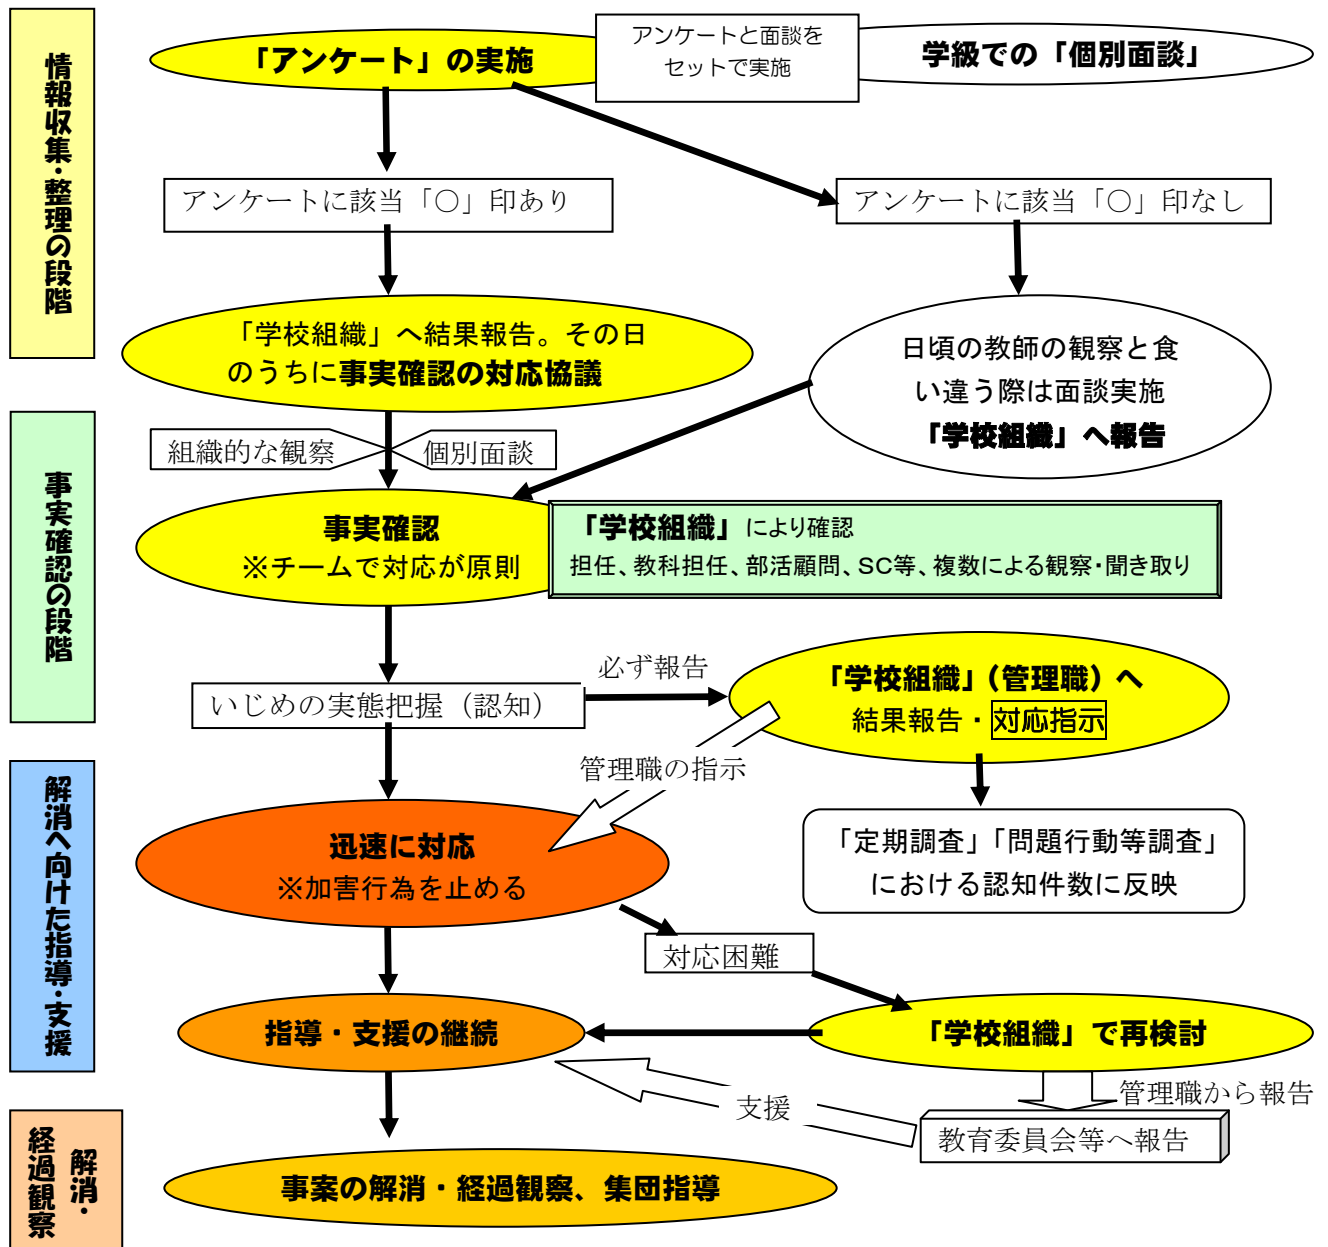 情報収集・整理の段階
「アンケート」の実施
アンケートと面談を
セットで実施
学級での「個別面談」
アンケートに該当「〇」印あり
アンケートに該当「〇」印なし
「学校組織」へ結果報告。その日
のうちに事実確認の対応協議
日頃の教師の観察と食
い違う際は面談実施
「学校組織」へ報告
事実確認の段階
組織的な観察
個別面談
事実確認
※チームで対応が原則
「学校組織」により確認
担任、教科担任、部活顧問、SC等、複数による観察・聞き取り
いじめの実態把握（認知）
必ず報告
「学校組織」（管理職）へ
結果報告・対応指示
管理職の指示
解消へ向けた指導・支援
迅速に対応
※加害行為を止める
「定期調査」「問題行動等調査」
における認知件数に反映
対応困難
指導・支援の継続
「学校組織」で再検討
支援
管理職から報告
教育委員会等へ報告
解消・
経過観察
事案の解消・経過観察、集団指導